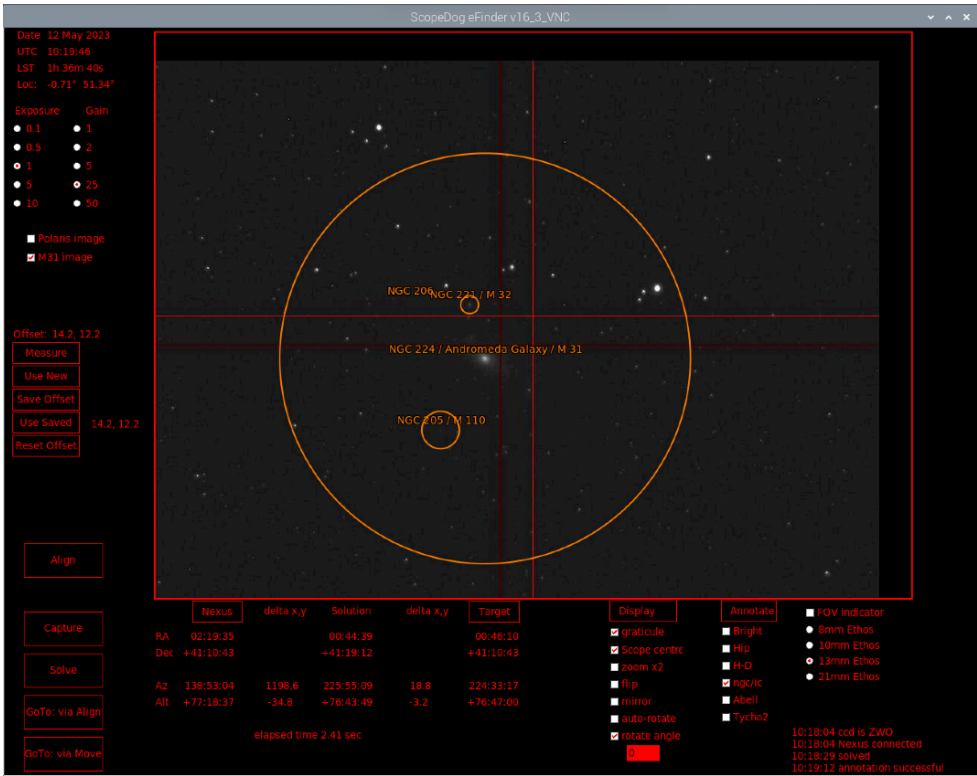 ScopeDog eFinder v16_3_VNC
Date 12 May 2023
UTC 10:19:46
LST 1h 36m 40s
Loc: -0.71° 51.34°
Exposure Gain
0.1 1
0.5 2
1 5
5 25
10 50
Polaris image
M31 image
Offset: 14.2, 12.2
Measure
Use New
Save Offset
Use Saved 14.2, 12.2
Reset Offset
Align
Capture
Solve
GoTo: via Align
GoTo: via Move
NGC 206
NGC 221 / M 32
NGC 224 / Andromeda Galaxy / M 31
NGC 205 / M 110
Nexus delta x,y Solution delta x,y Target
RA 02:19:35 00:44:39 00:46:10
Dec +41:10:43 +41:19:12 +41:10:43
Az 138:53:04 1198.6 225:55:09 18.8 224:33:17
Alt +77:18:37 -34.8 +76:43:49 -3.2 +76:47:00
elapsed time 2.41 sec
Display
graticule
Scope centre
zoom x2
flip
mirror
auto-rotate
rotate angle
0
Annotate
Bright
Hip
H-D
ngc/ic
Abell
Tycho2
FOV indicator
8mm Ethos
10mm Ethos
13mm Ethos
21mm Ethos
10:18:04 ccd is ZWO
10:18:04 Nexus connected
10:18:29 solved
10:19:12 annotation successful